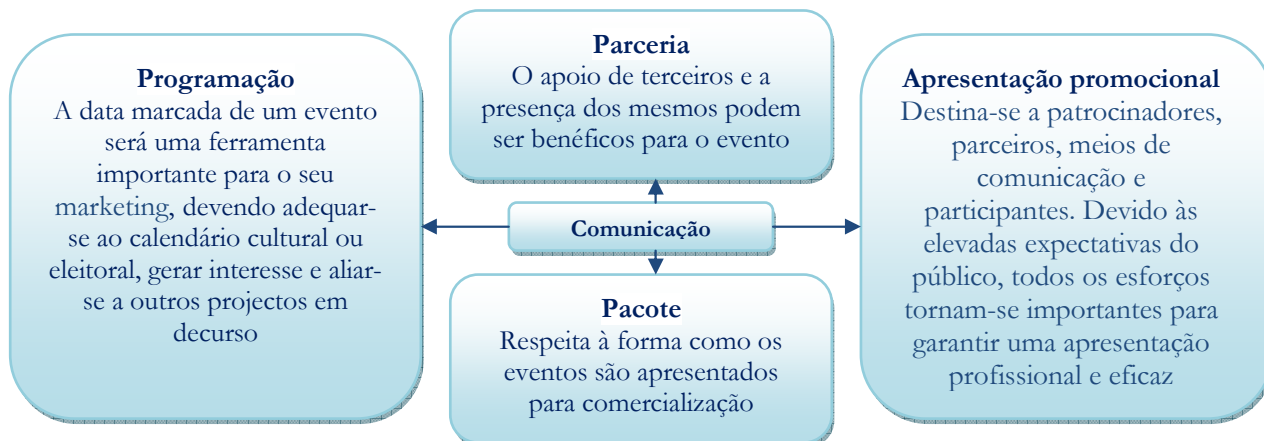 Programação
A data marcada de um evento
será uma ferramenta
importante para o seu
marketing, devendo adequar-
se ao calendário cultural ou
eleitoral, gerar interesse e aliar-
se a outros projectos em
decurso
Parceria
O apoio de terceiros e a
presença dos mesmos podem
ser benéficos para o evento
Comunicação
Pacote
Respeita à forma como os
eventos são apresentados
para comercialização
Apresentação promocional
Destina-se a patrocinadores,
parceiros, meios de
comunicação e
participantes. Devido às
elevadas expectativas do
público, todos os esforços
tornam-se importantes para
garantir uma apresentação
profissional e eficaz